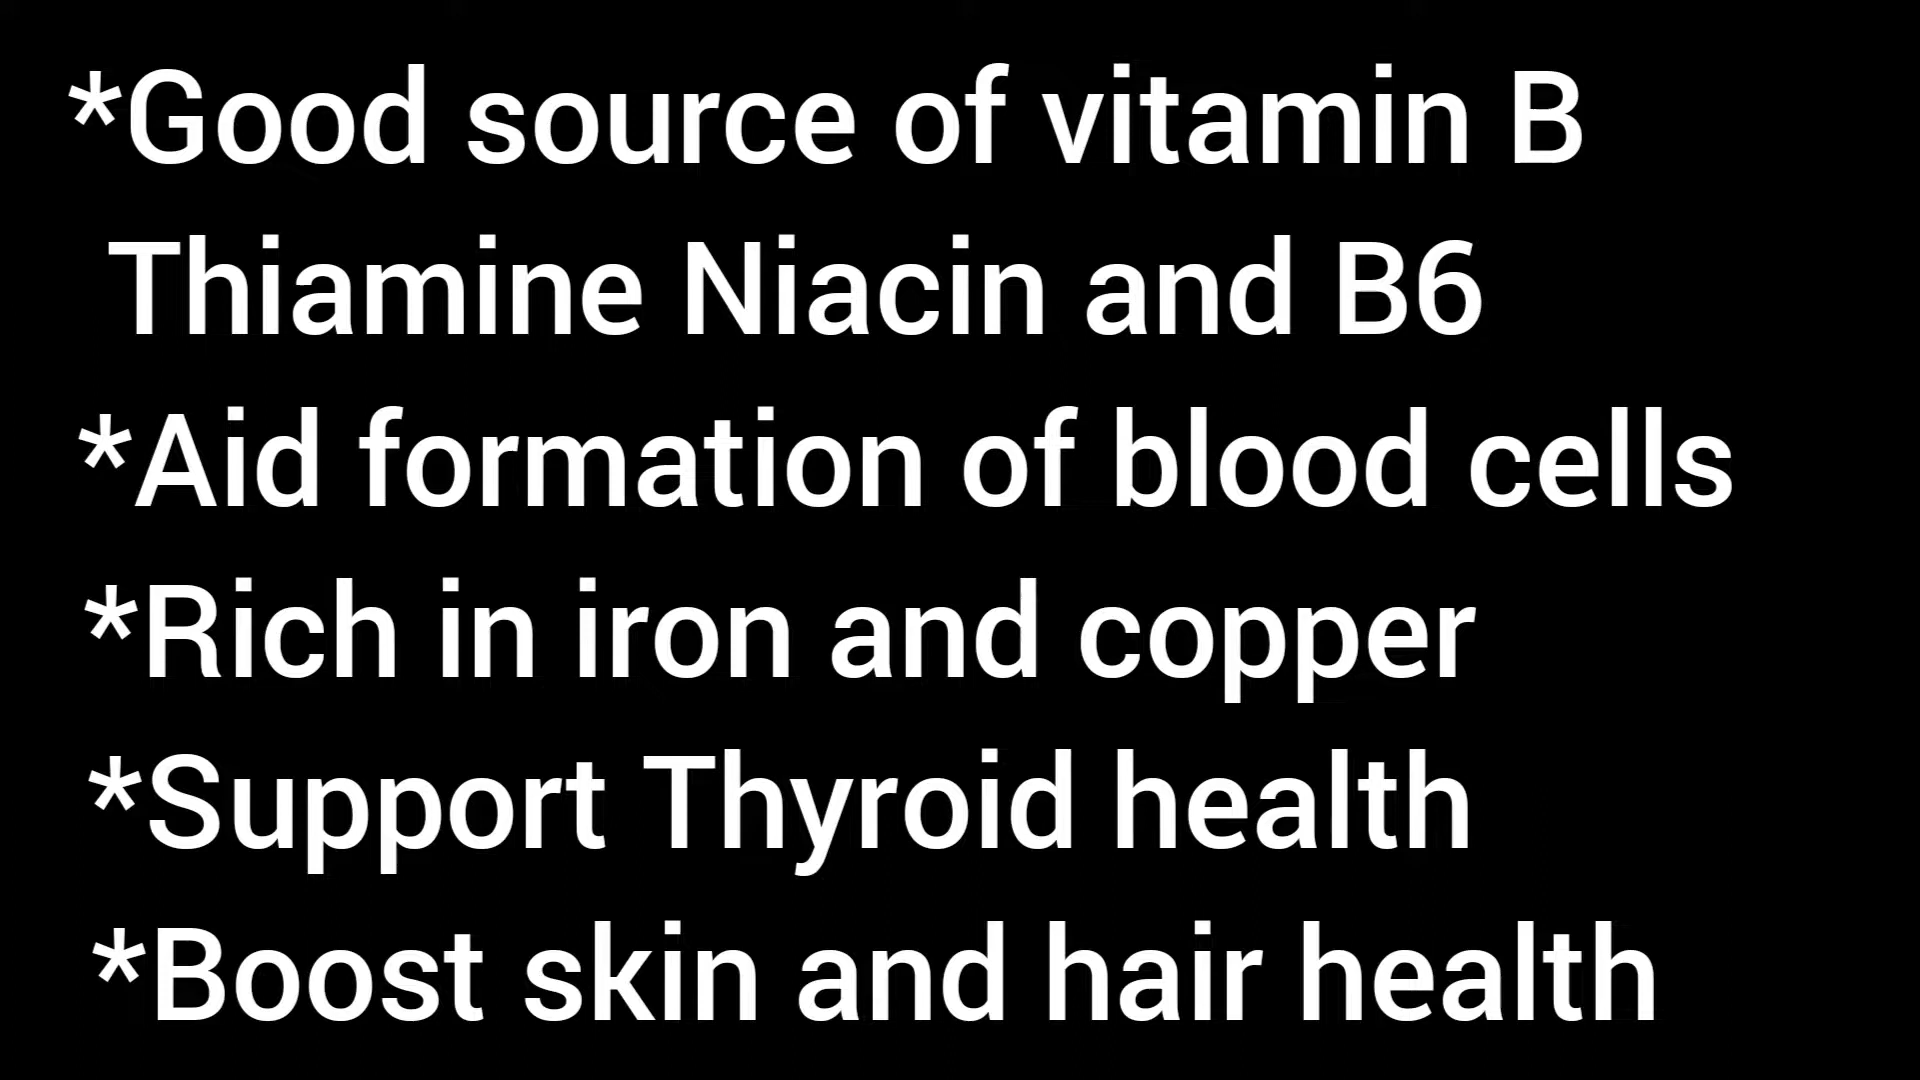 *Good source of vitamin B
Thiamine Niacin and B6
*Aid formation of blood cells
*Rich in iron and copper
*Support Thyroid health
*Boost skin and hair health